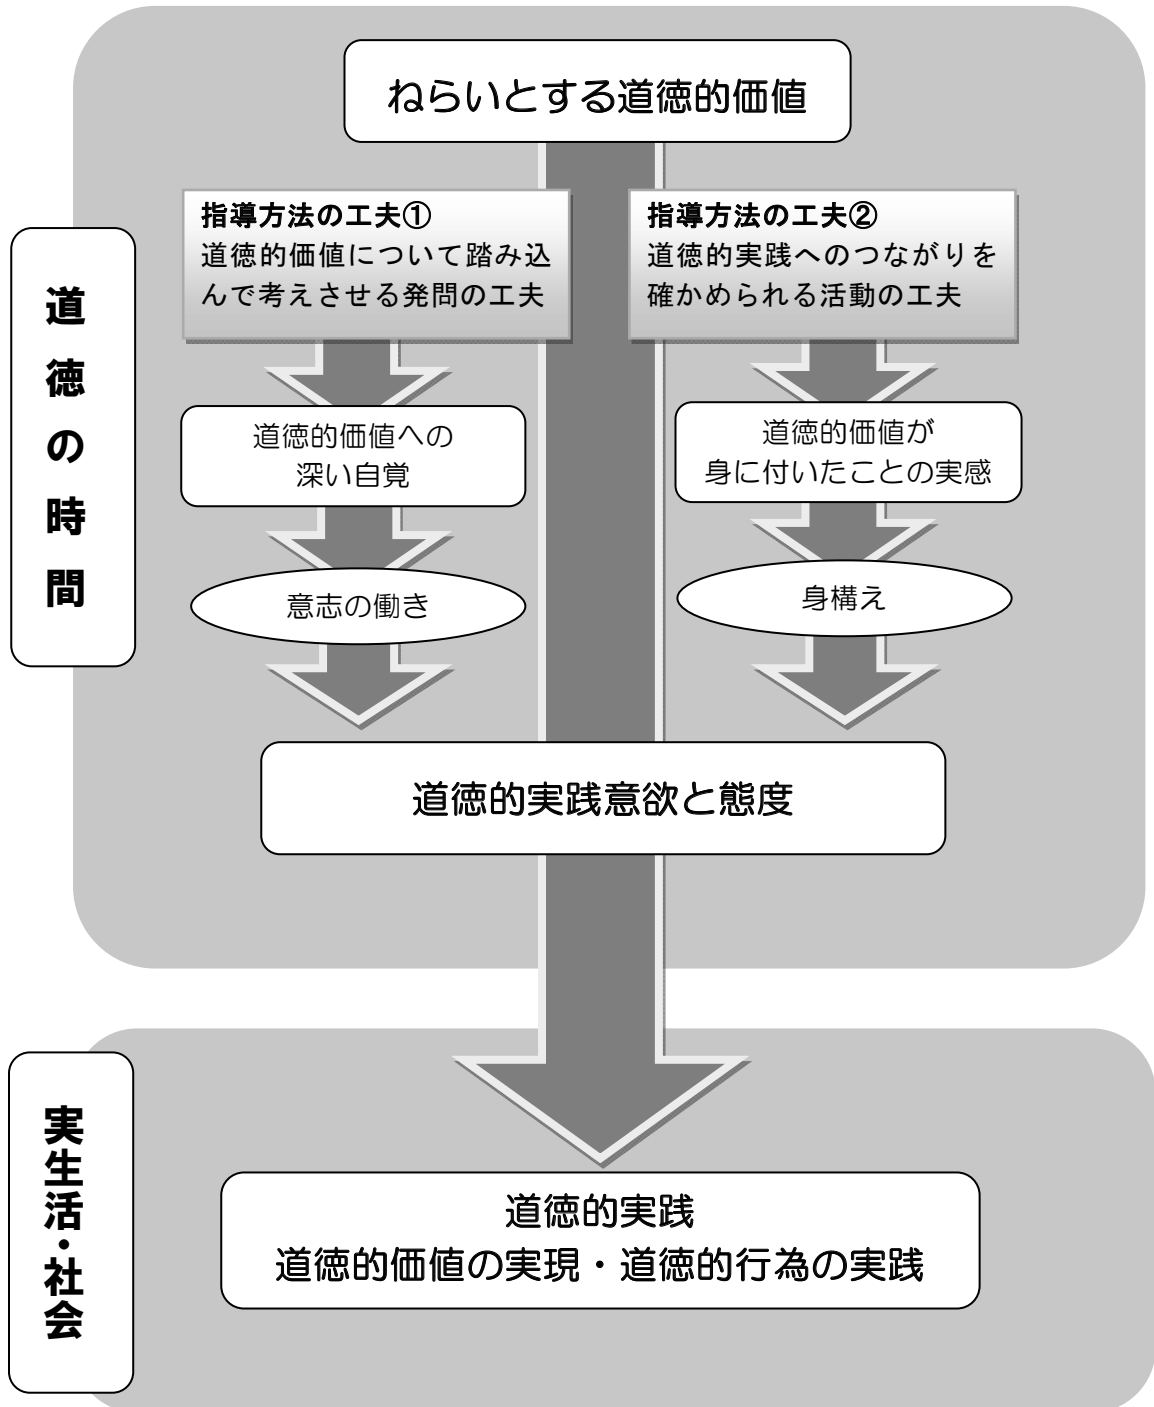 ねらいとする道徳的価値
指導方法の工夫①
道徳的価値について踏み込
んで考えさせる発問の工夫
指導方法の工夫②
道徳的実践へのつながりを
確かめられる活動の工夫
道徳の時間
道徳的価値への
深い自覚
道徳的価値が
身に付いたことの実感
意志の働き
身構え
道徳的実践意欲と態度
実生活・社会
道徳的実践
道徳的価値の実現・道徳的行為の実践